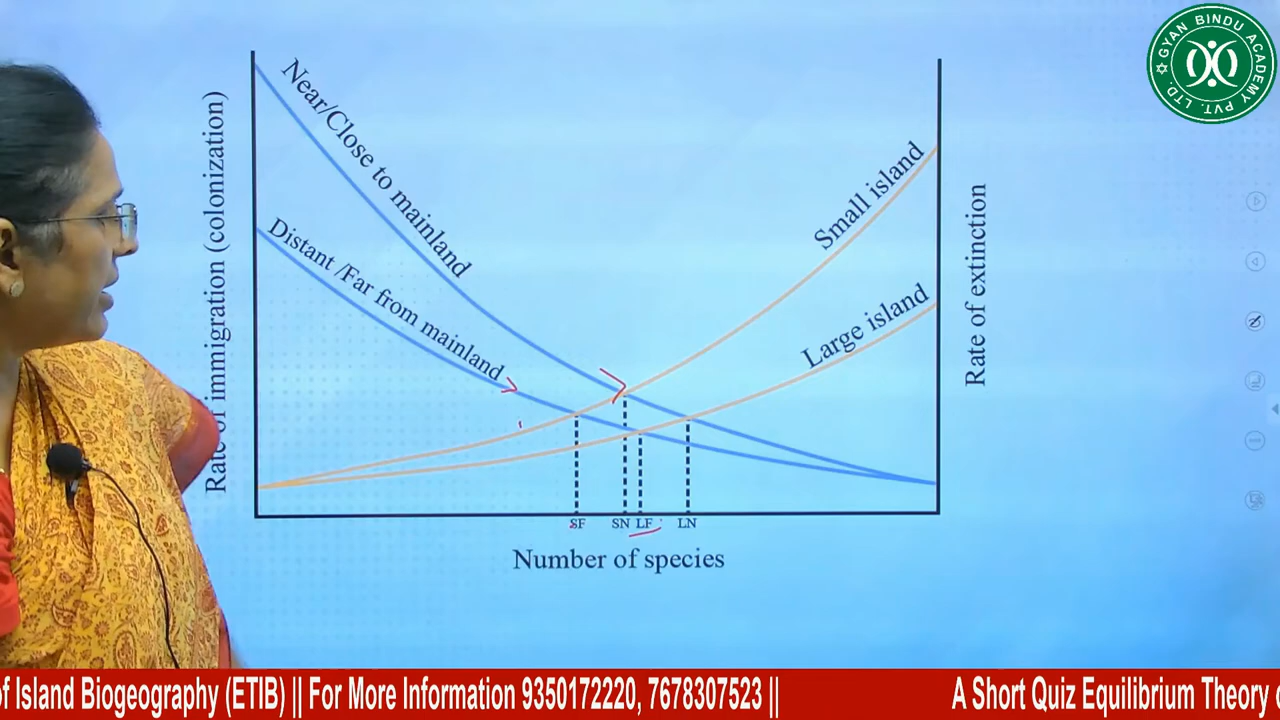 GYAN BINDU ACADEMY PVT. LTD.
Near/Close to mainland
Distant /Far from mainland
Small island
Large island
Rate of immigration (colonization)
Rate of extinction
SF SN LF LN
Number of species
of Island Biogeography (ETIB) || For More Information 9350172220, 7678307523 || A Short Quiz Equilibrium Theory